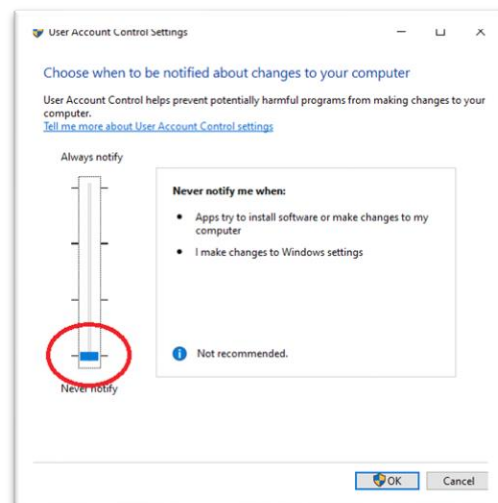 User Account Control Settings
Choose when to be notified about changes to your computer
User Account Control helps prevent potentially harmful programs from making changes to your
computer.
Tell me more about User Account Control settings
Always notify
Never notify me when:
• Apps try to install software or make changes to my
computer
• I make changes to Windows settings
Not recommended.
Never notify
OK
Cancel